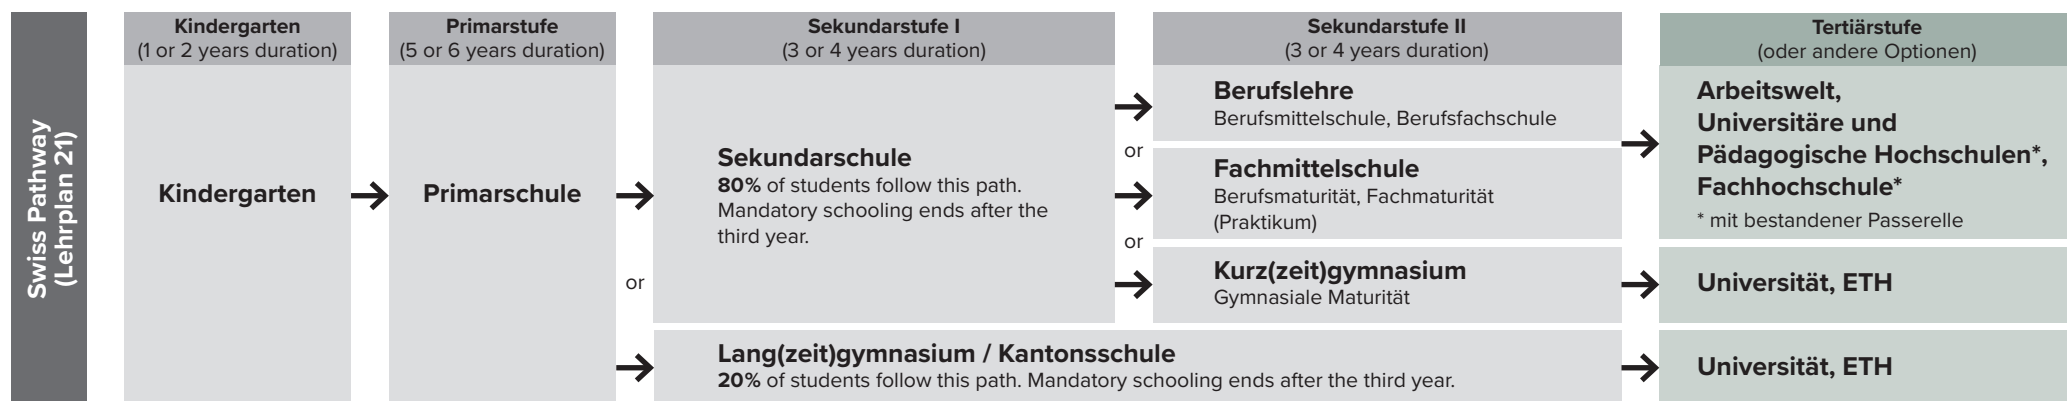 Swiss Pathway
(Lehrplan 21)
Kindergarten
(1 or 2 years duration)
Kindergarten
Primarstufe
(5 or 6 years duration)
Primarschule
or
Sekundarstufe I
(3 or 4 years duration)
Sekundarschule
80% of students follow this path.
Mandatory schooling ends after the
third year.
or
or
Sekundarstufe II
(3 or 4 years duration)
Berufslehre
Berufsmittelschule, Berufsfachschule
Fachmittelschule
Berufsmaturität, Fachmaturität
(Praktikum)
Kurz(zeit)gymnasium
Gymnasiale Maturität
Lang(zeit)gymnasium / Kantonsschule
20% of students follow this path. Mandatory schooling ends after the third year.
Tertiärstufe
(oder andere Optionen)
Arbeitswelt,
Universitäre und
Pädagogische Hochschulen*,
Fachhochschule*
* mit bestandener Passerelle
Universität, ETH
Universität, ETH